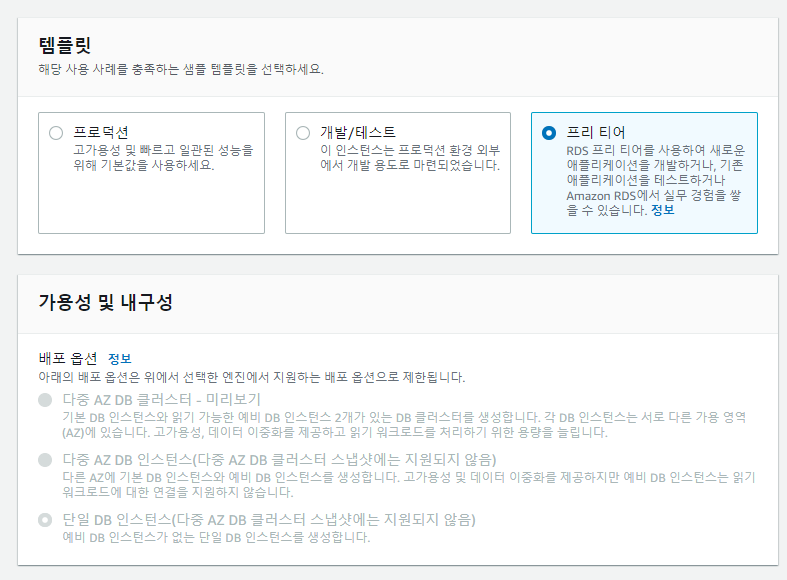 템플릿
해당 사용 사례를 충족하는 샘플 템플릿을 선택하세요.
프로덕션
고가용성 및 빠르고 일관된 성능을
위해 기본값을 사용하세요.
개발/테스트
이 인스턴스는 프로덕션 환경 외부
에서 개발 용도로 마련되었습니다.
프리 티어
RDS 프리 티어를 사용하여 새로운
애플리케이션을 개발하거나, 기존
애플리케이션을 테스트하거나
Amazon RDS에서 실무 경험을 쌓
을 수 있습니다. 정보
가용성 및 내구성
배포 옵션 정보
아래의 배포 옵션은 위에서 선택한 엔진에서 지원하는 배포 옵션으로 제한됩니다.
다중 AZ DB 클러스터 - 미리보기
기본 DB 인스턴스와 읽기 가능한 예비 DB 인스턴스 2개가 있는 DB 클러스터를 생성합니다. 각 DB 인스턴스는 서로 다른 가용 영역
(AZ)에 있습니다. 고가용성, 데이터 이중화를 제공하고 읽기 워크로드를 처리하기 위한 용량을 늘립니다.
다중 AZ DB 인스턴스(다중 AZ DB 클러스터 스냅샷에는 지원되지 않음)
다른 AZ에 기본 DB 인스턴스와 예비 DB 인스턴스를 생성합니다. 고가용성 및 데이터 이중화를 제공하지만 예비 DB 인스턴스는 읽기
워크로드에 대한 연결을 지원하지 않습니다.
단일 DB 인스턴스(다중 AZ DB 클러스터 스냅샷에는 지원되지 않음)
예비 DB 인스턴스가 없는 단일 DB 인스턴스를 생성합니다.